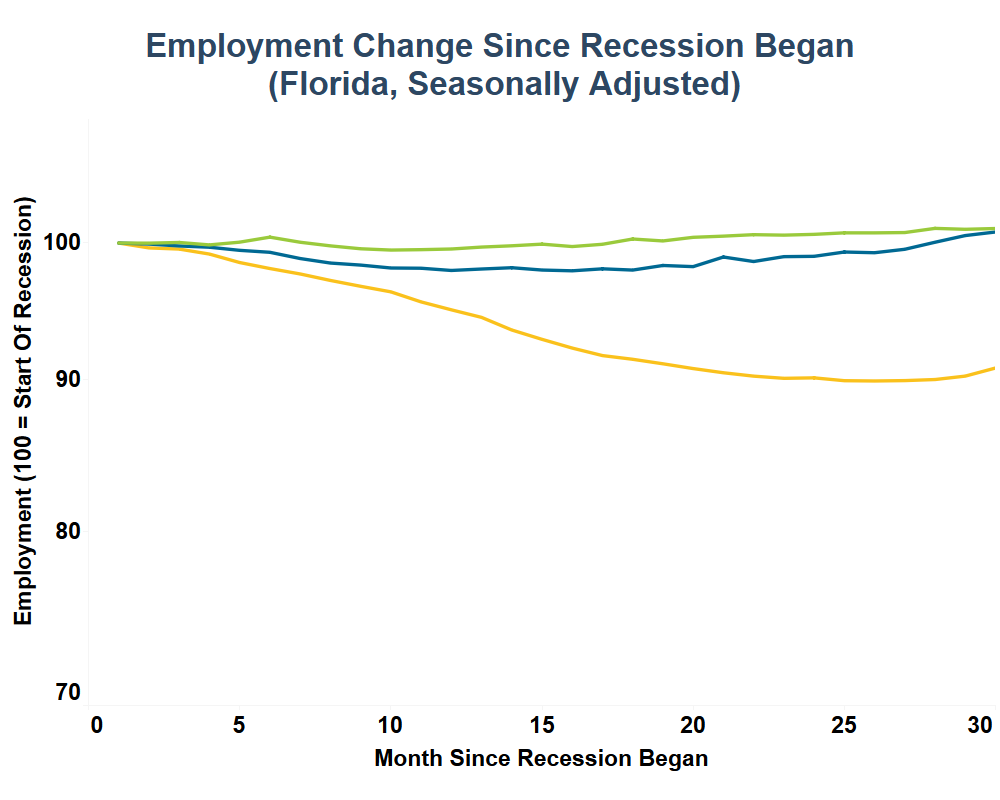 Employment Change Since Recession Began
(Florida, Seasonally Adjusted)
Employment (100 = Start Of Recession)
100
90
80
70
0 5 10 15 20 25 30
Month Since Recession Began